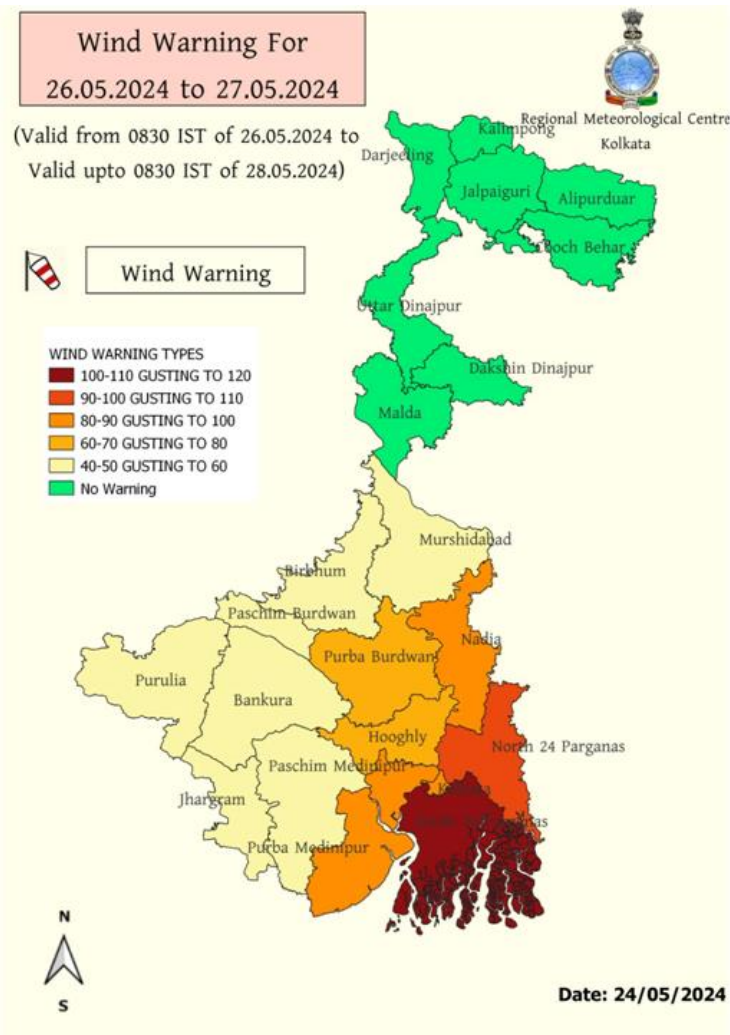 Wind Warning For
26.05.2024 to 27.05.2024
(Valid from 0830 IST of 26.05.2024 to
Valid upto 0830 IST of 28.05.2024)
Regional Meteorological Centre
Kolkata
Wind Warning
WIND WARNING TYPES
100-110 GUSTING TO 120
90-100 GUSTING TO 110
80-90 GUSTING TO 100
60-70 GUSTING TO 80
40-50 GUSTING TO 60
No Warning
Kalimpong
Darjeeling
Jalpaiguri
Alipurduar
Cooch Behar
Uttar Dinajpur
Dakshin Dinajpur
Malda
Murshidabad
Birbhum
Paschim Burdwan
Nadia
Purba Burdwan
Purulia
Bankura
Hooghly
North 24 Parganas
Paschim Medinipur
Jhargram
Purba Medinipur
N
S
Date: 24/05/2024